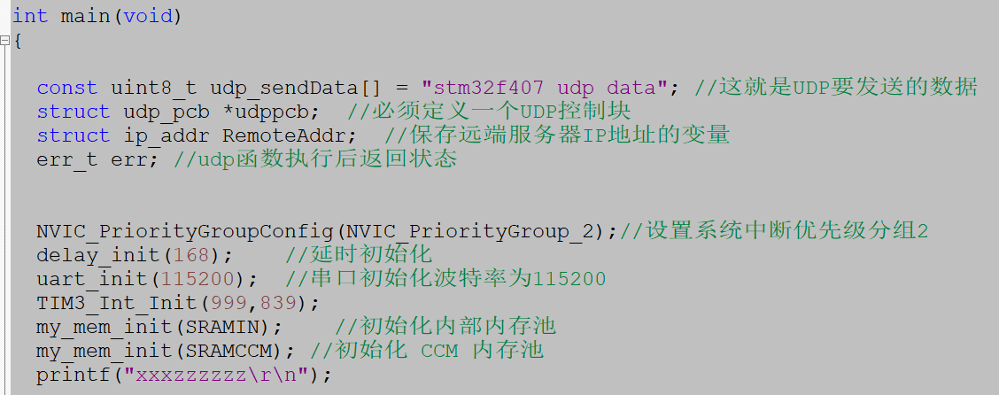 int main(void)
{
const uint8_t udp_sendData[] = "stm32f407 udp data"; //这就是UDP要发送的数据
struct udp_pcb *udppcb;  //必须定义一个UDP控制块
struct ip_addr RemoteAddr;  //保存远端服务器IP地址的变量
err_t err; //udp函数执行后返回状态
NVIC_PriorityGroupConfig(NVIC_PriorityGroup_2);//设置系统中断优先级分组2
delay_init(168);    //延时初始化
uart_init(115200);  //串口初始化波特率为115200
TIM3_Int_Init(999,839);
my_mem_init(SRAMIN);    //初始化内部内存池
my_mem_init(SRAMCCM); //初始化 CCM 内存池
printf("xxxzzzzzz\r\n");